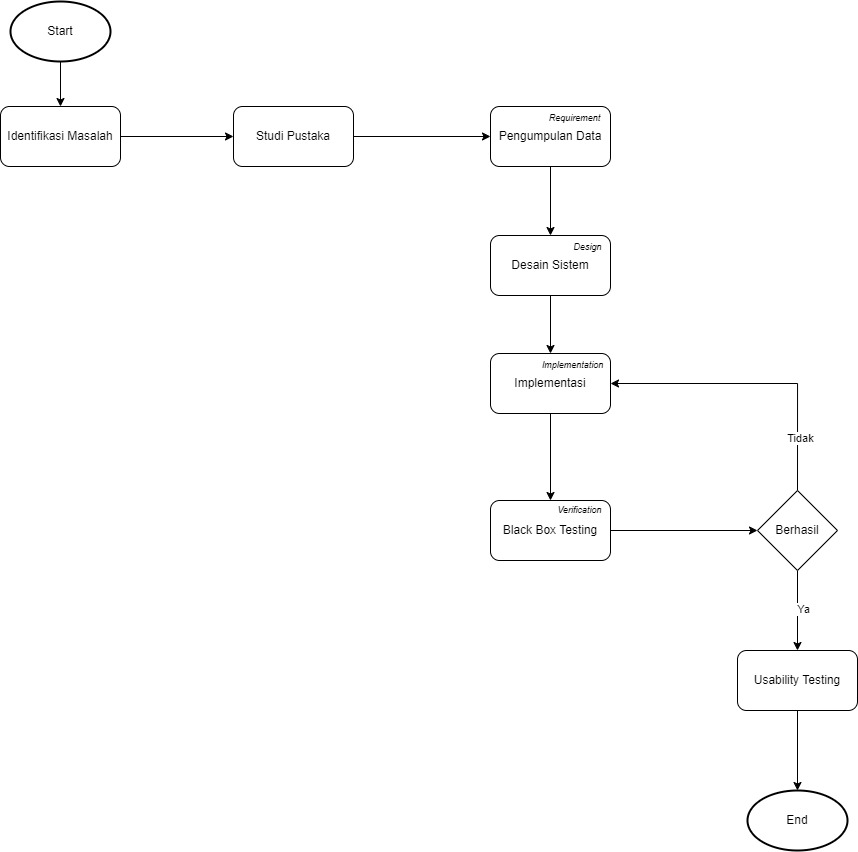 Start
Identifikasi Masalah
Studi Pustaka
Requirement
Pengumpulan Data
Design
Desain Sistem
Implementation
Implementasi
Tidak
Verification
Black Box Testing
Berhasil
Ya
Usability Testing
End